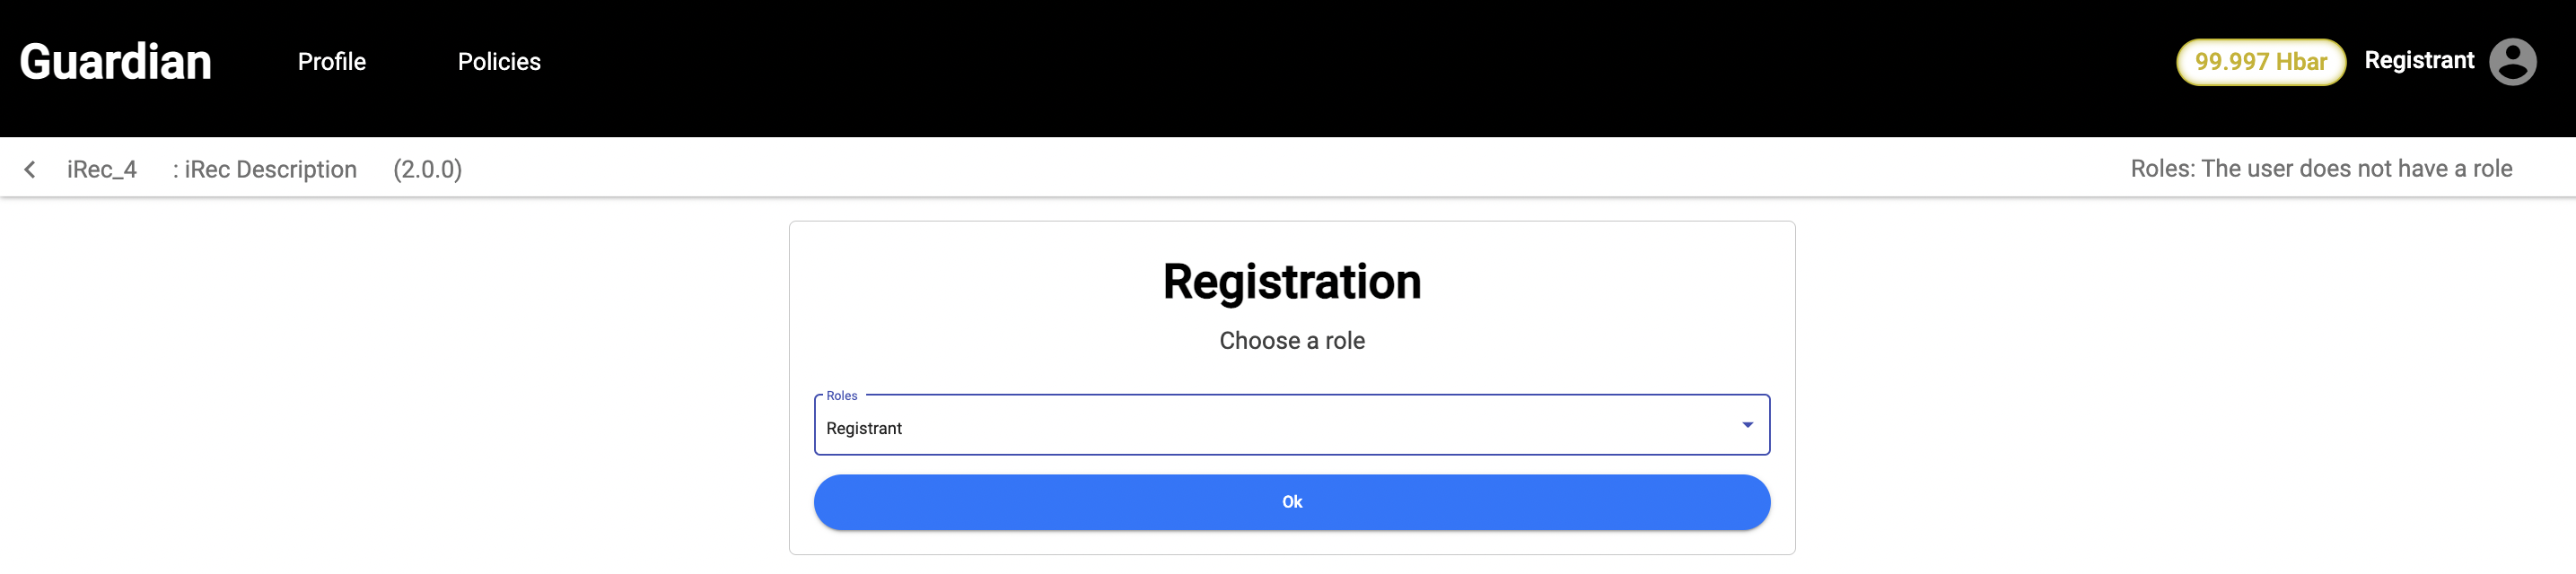 Guardian Profile Policies 99.997 Hbar Registrant
iRec_4 : iRec Description (2.0.0) Roles: The user does not have a role
Registration
Choose a role
Roles
Registrant
Ok